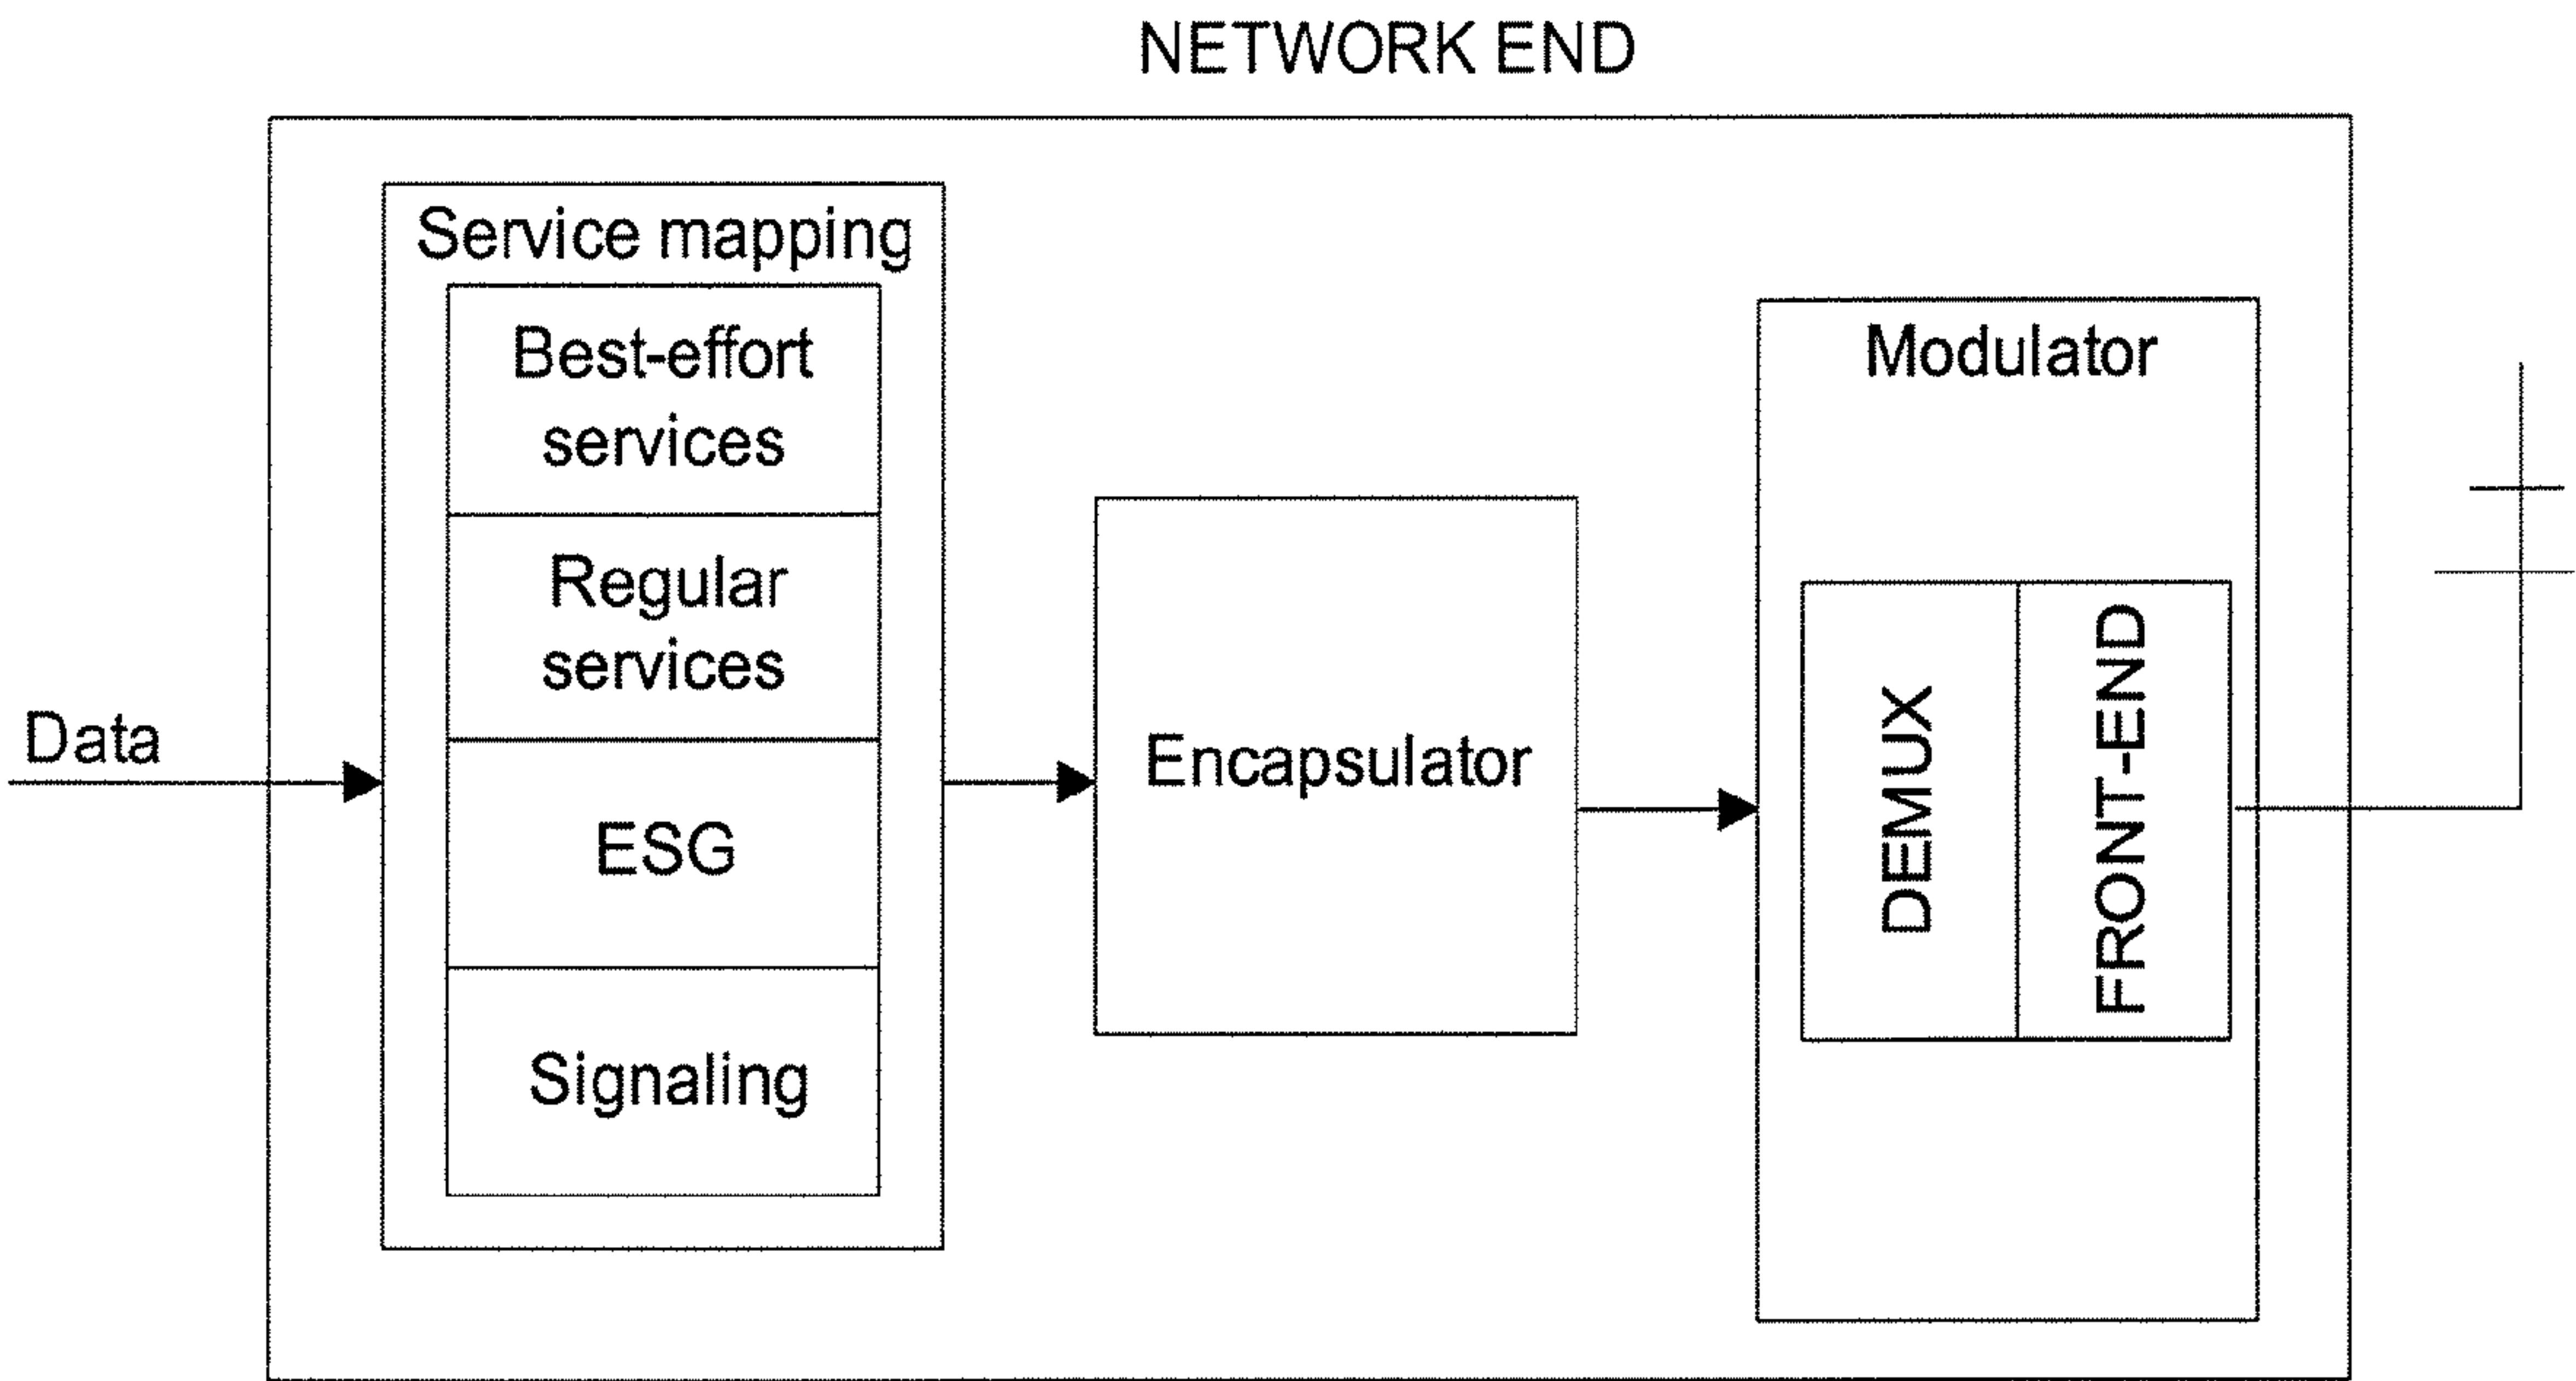 NETWORK END
Service mapping
Best-effort
services
Regular
services
ESG
Signaling
Data
Encapsulator
Modulator
DEMUX
FRONT-END